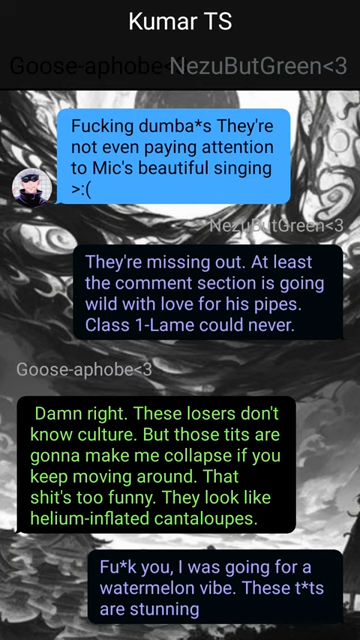 Kumar TS
Goose-aphobe<
NezuButGreen<3
Fucking dumba*s They're
not even paying attention
to Mic's beautiful singing
>:(
NezuButGreen<3
They're missing out. At least
the comment section is going
wild with love for his pipes.
Class 1-Lame could never.
Goose-aphobe<3
Damn right. These losers don't
know culture. But those tits are
gonna make me collapse if you
keep moving around. That
shit's too funny. They look like
helium-inflated cantaloupes.
Fu*k you, I was going for a
watermelon vibe. These t*ts
are stunning